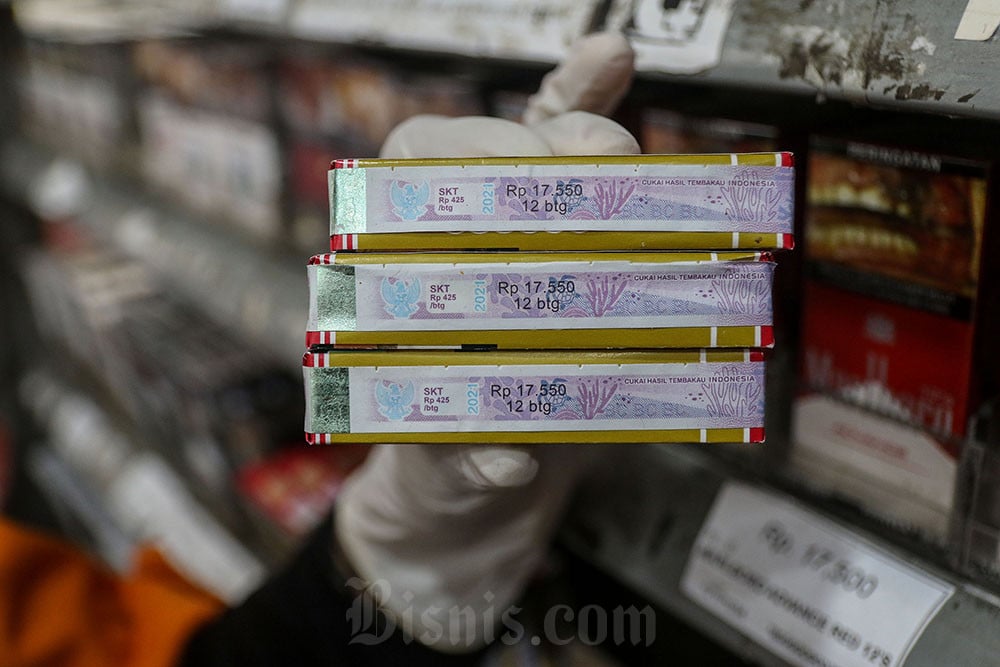 PERINGATAN
SKT
Rp 425
/btg
2021
Rp 17.550
12 btg
CUKAI HASIL TEMBAKAU INDONESIA
SKT
Rp 425
/btg
2021
Rp 17.550
12 btg
CUKAI HASIL TEMBAKAU INDONESIA
SKT
Rp 425
/btg
2021
Rp 17.550
12 btg
CUKAI HASIL TEMBAKAU INDONESIA
Marlboro
Rp 17,500
Bisnis.com